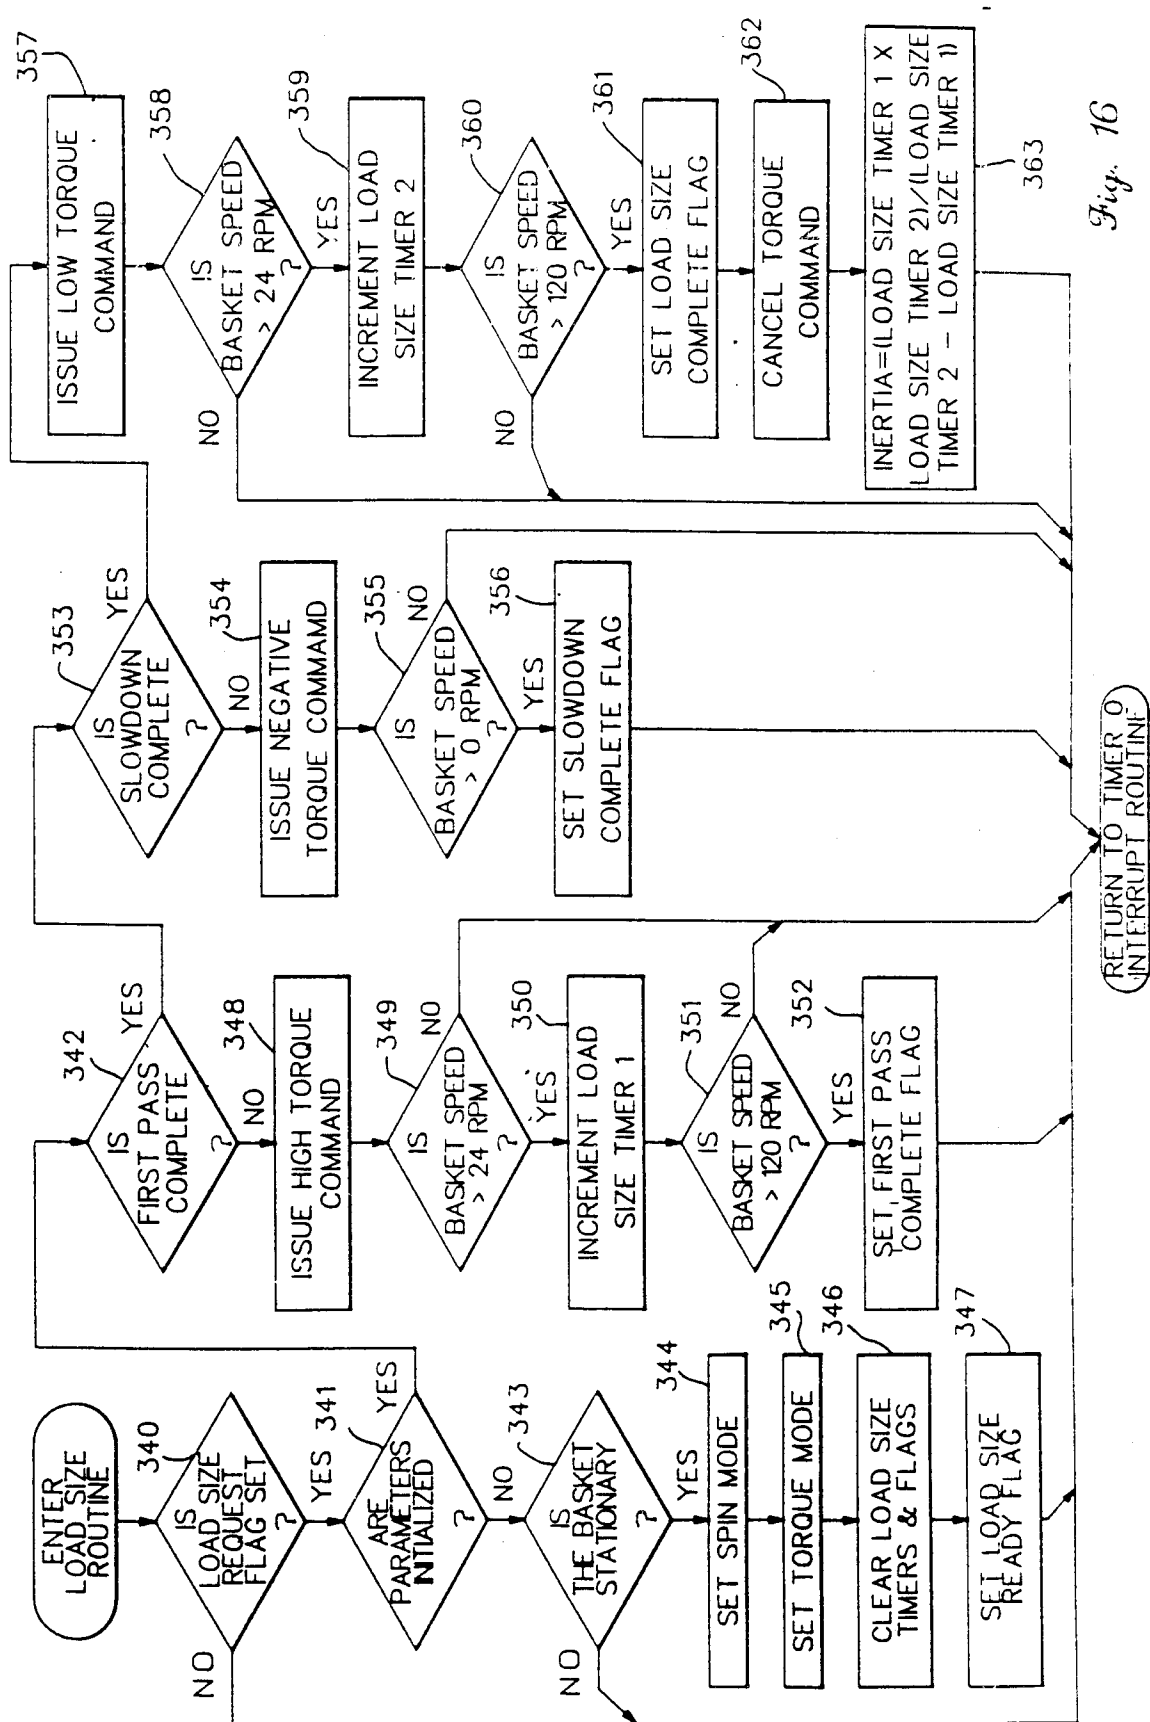 ENTER
LOAD SIZE
ROUTINE
340
IS
LOAD SIZE
REQUEST
FLAG SET
?
NO
YES
341
ARE
PARAMETERS
INITIALIZED
?
YES
NO
343
IS
THE BASKET
STATIONARY
?
NO
YES
344
SET SPIN MODE
345
SET TORQUE MODE
346
CLEAR LOAD SIZE
TIMERS & FLAGS
347
SET LOAD SIZE
READY FLAG
342
IS
FIRST PASS
COMPLETE
?
YES
NO
348
ISSUE HIGH TORQUE
COMMAND
349
IS
BASKET SPEED
> 24 RPM
?
NO
YES
350
INCREMENT LOAD
SIZE TIMER 1
351
IS
BASKET SPEED
> 120 RPM
?
NO
YES
352
SET FIRST PASS
COMPLETE FLAG
353
IS
SLOWDOWN
COMPLETE
?
YES
NO
354
ISSUE NEGATIVE
TORQUE COMMAMD
355
IS
BASKET SPEED
> 0 RPM
?
NO
YES
356
SET SLOWDOWN
COMPLETE FLAG
357
ISSUE LOW TORQUE
COMMAND
358
IS
BASKET SPEED
> 24 RPM
?
NO
YES
359
INCREMENT LOAD
SIZE TIMER 2
360
IS
BASKET SPEED
> 120 RPM
?
NO
YES
361
SET LOAD SIZE
COMPLETE FLAG
362
CANCEL TORQUE
COMMAND
INERTIA=(LOAD SIZE TIMER 1 X
LOAD SIZE TIMER 2)/(LOAD SIZE
TIMER 2 - LOAD SIZE TIMER 1)
363
RETURN TO TIMER 0
INTERRUPT ROUTINE
Fig. 16